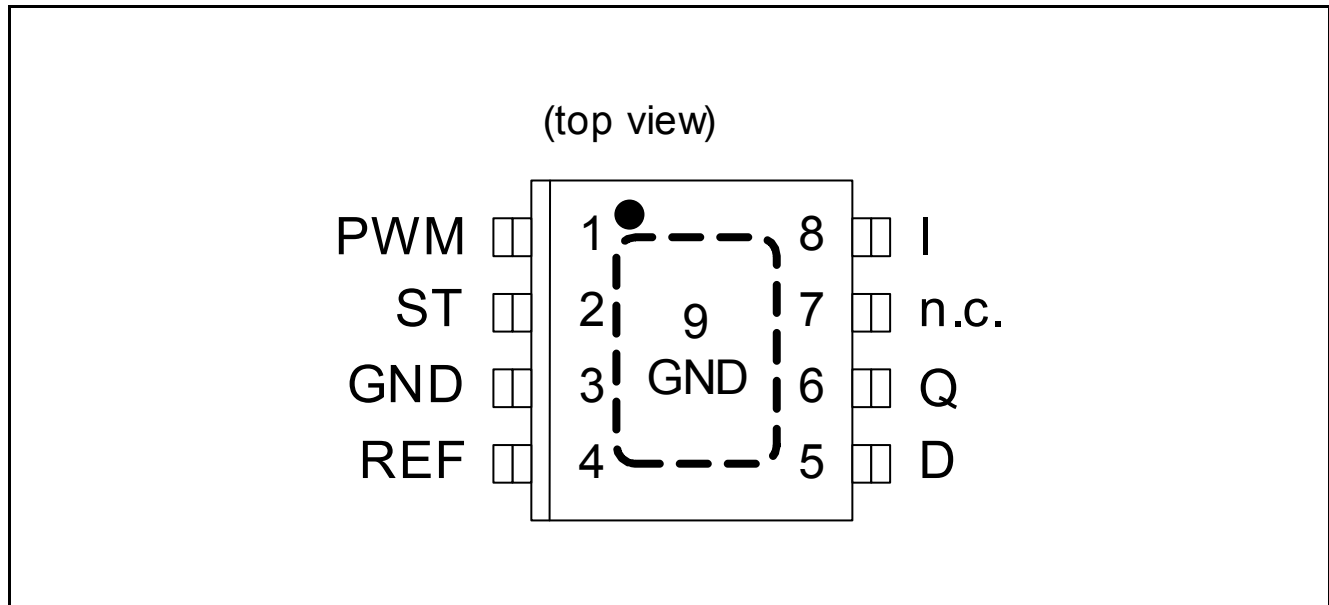 (top view)
PWM 1 8 I
ST 2 9 7 n.c.
GND 3 GND 6 Q
REF 4 5 D